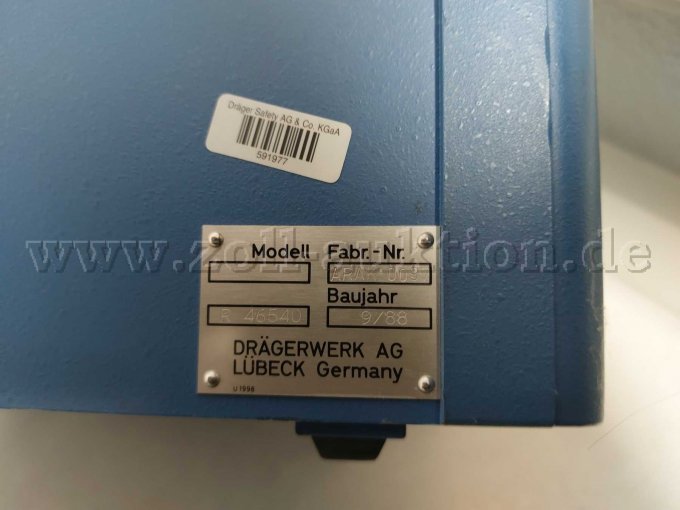 Dräger Safety AG & Co. KGaA
591977
www.zoll-auktion.de
Modell Fabr.-Nr.
Baujahr
R 46540 9/88
DRÄGERWERK AG
LÜBECK Germany
U 1996